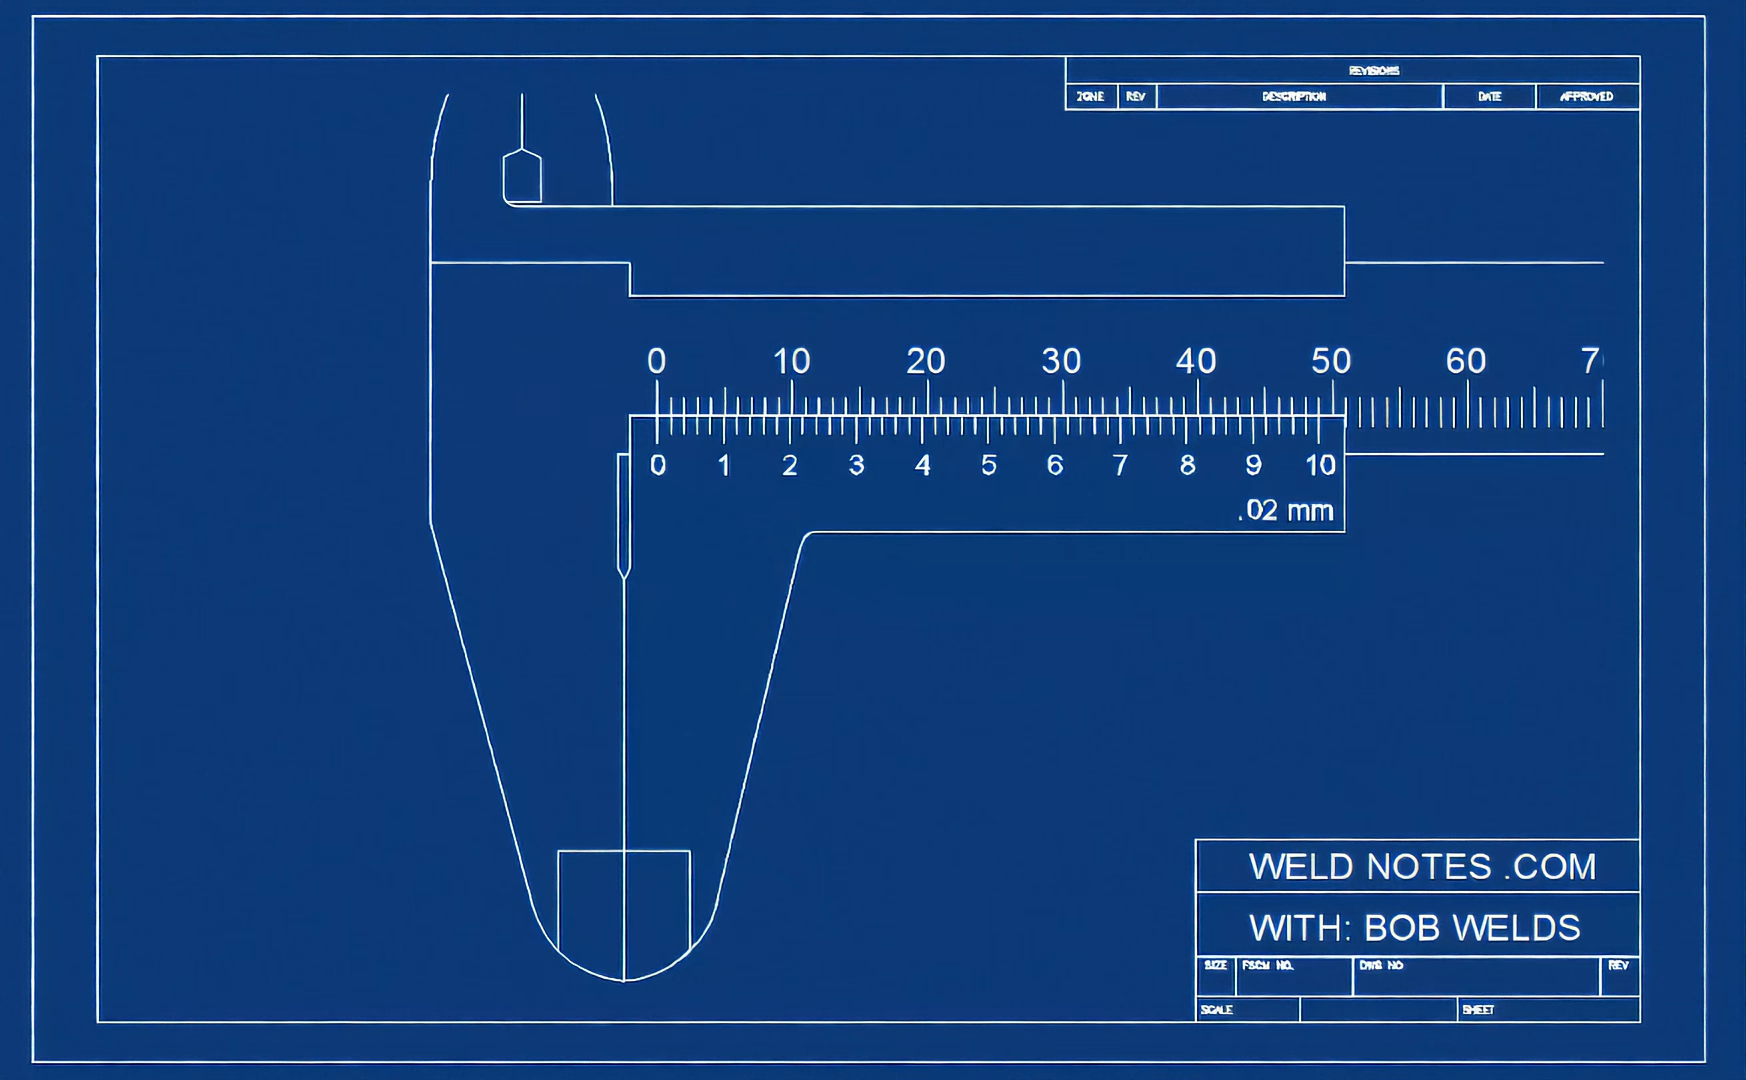 REVISIONS
ZONE REV DESCRIPTION DATE APPROVED
0 10 20 30 40 50 60 7
0 1 2 3 4 5 6 7 8 9 10
.02 mm
WELD NOTES .COM
WITH: BOB WELDS
SIZE FSCM NO. DWG NO REV
SCALE SHEET